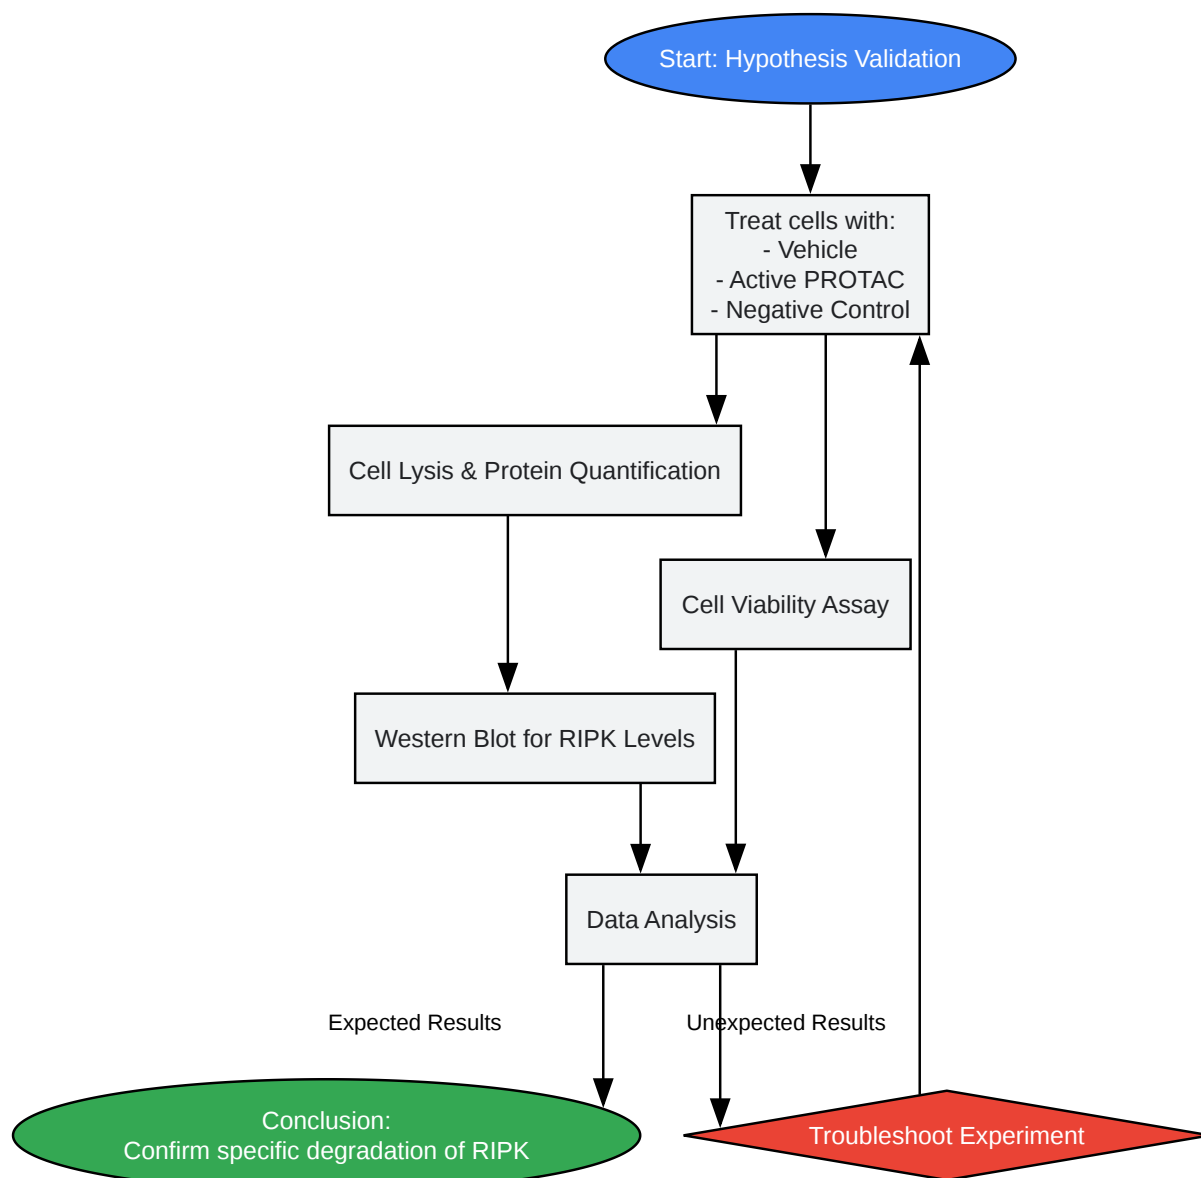 Start: Hypothesis Validation
Treat cells with:
- Vehicle
- Active PROTAC
- Negative Control
Cell Lysis & Protein Quantification
Cell Viability Assay
Western Blot for RIPK Levels
Data Analysis
Expected Results
Unexpected Results
Conclusion:
Confirm specific degradation of RIPK
Troubleshoot Experiment